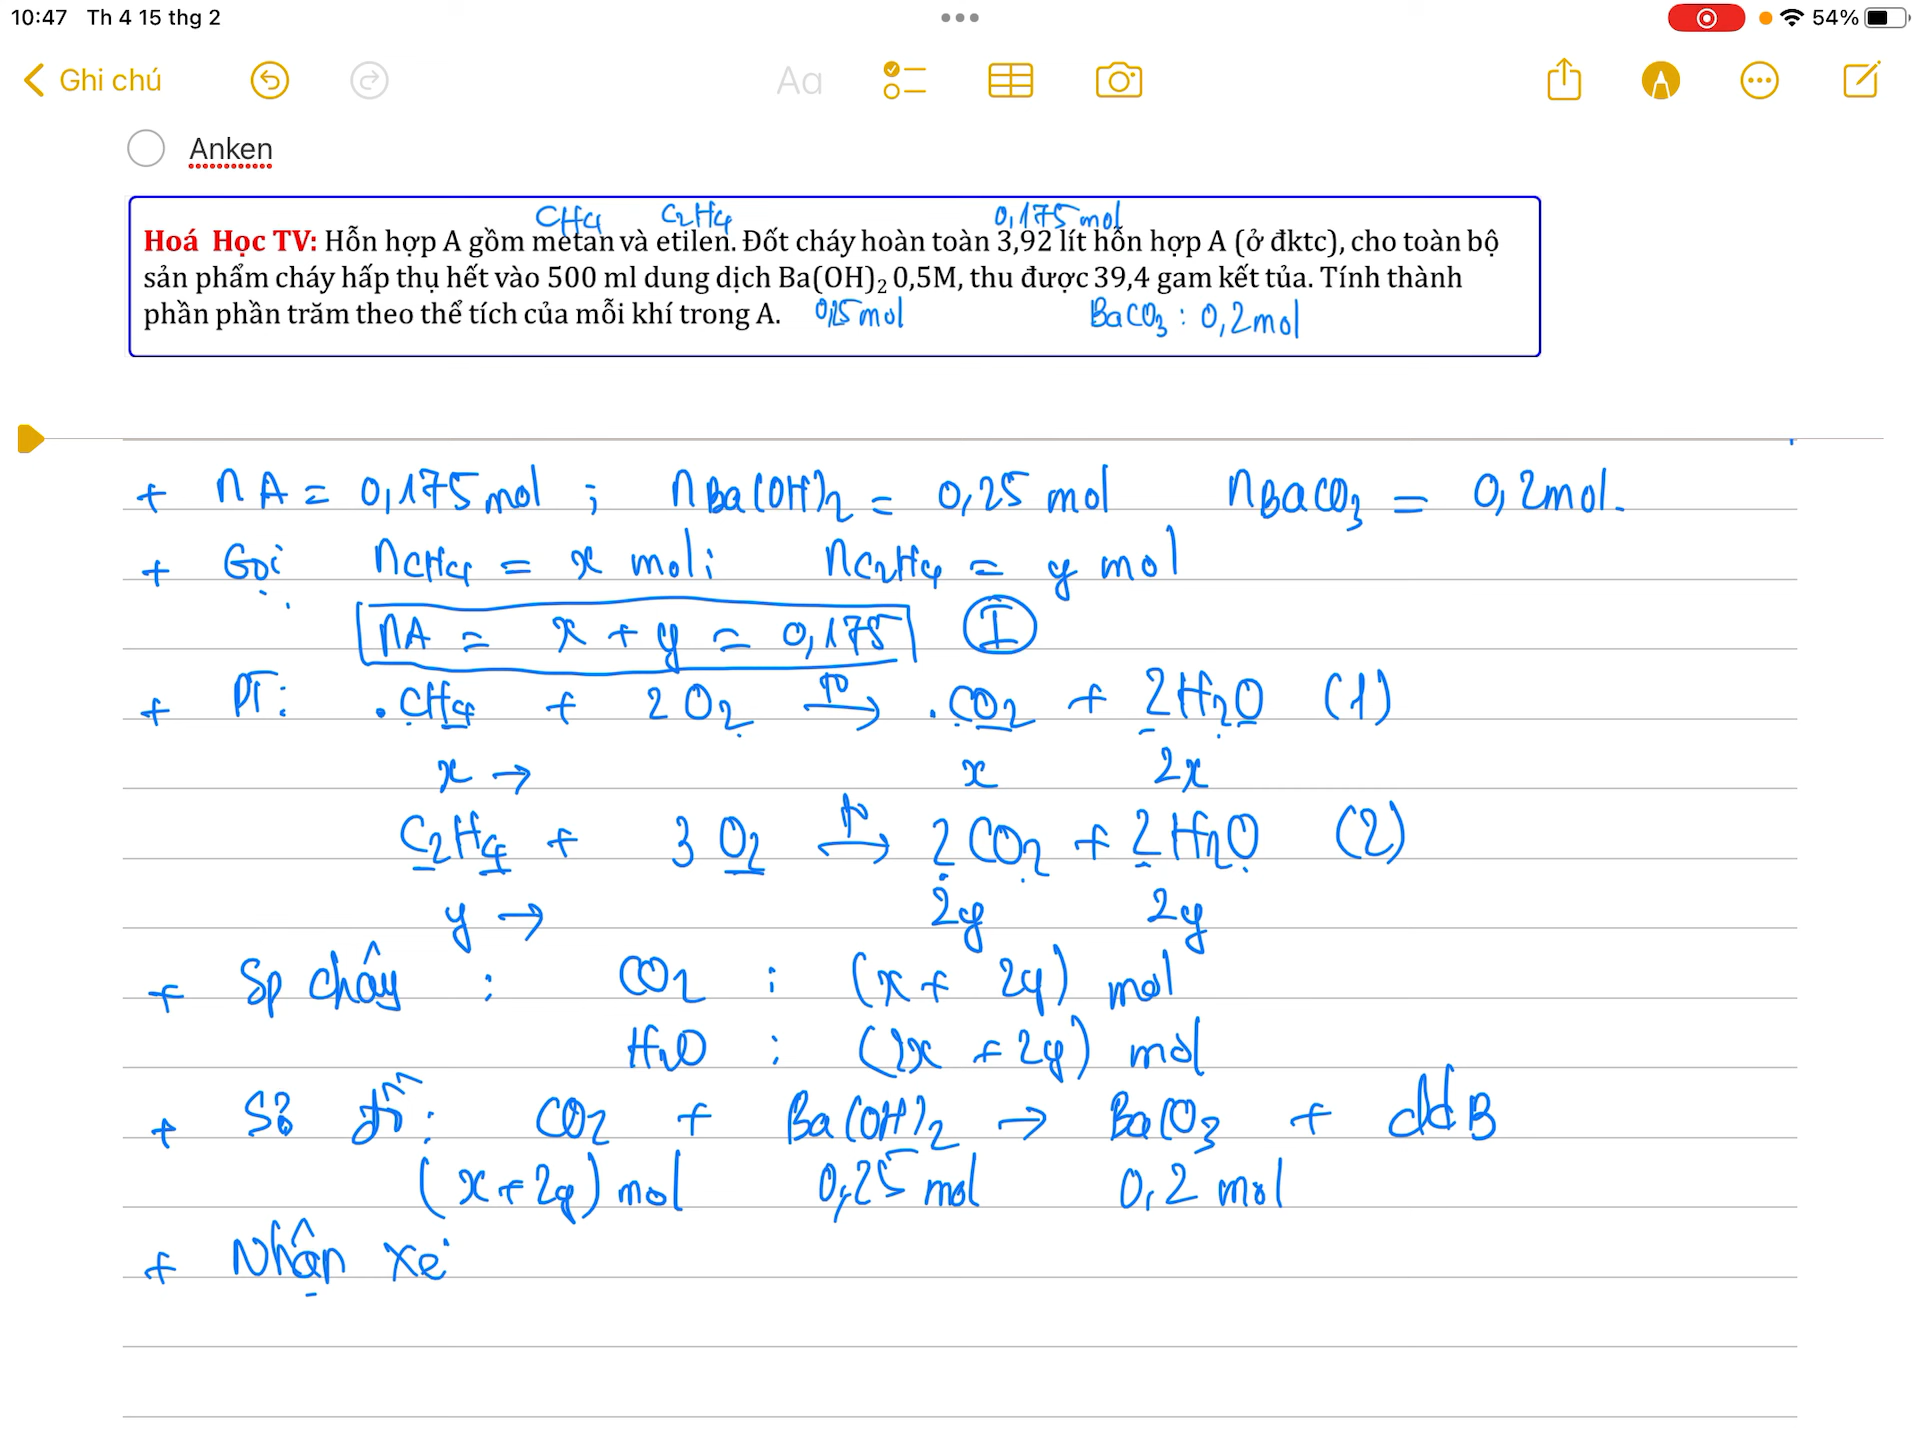 10:47 Th 4 15 thg 2 54%
Ghi chú Aa
Anken
CH4 C2H4 0,175 mol
Hoá Học TV: Hỗn hợp A gồm metan và etilen. Đốt cháy hoàn toàn 3,92 lít hỗn hợp A (ở đktc), cho toàn bộ
sản phẩm cháy hấp thụ hết vào 500 ml dung dịch Ba(OH)₂ 0,5M, thu được 39,4 gam kết tủa. Tính thành
phần phần trăm theo thể tích của mỗi khí trong A. 0,25 mol BaCO3 : 0,2 mol
+ nA = 0,175 mol ; nBa(OH)2 = 0,25 mol nBaCO3 = 0,2 mol.
+ Gọi nCH4 = x mol; nC2H4 = y mol
nA = x + y = 0,175 I
+ PT: CH4 + 2O2 t° → CO2 + 2H2O (1)
x → x 2x
C2H4 + 3O2 t° → 2CO2 + 2H2O (2)
y → 2y 2y
+ Sp chấy : CO2 : (x + 2y) mol
H2O : (2x + 2y) mol
+ Sơ đồ: CO2 + Ba(OH)2 → BaCO3 + ddB
(x + 2y) mol 0,25 mol 0,2 mol
+ Nhận xé